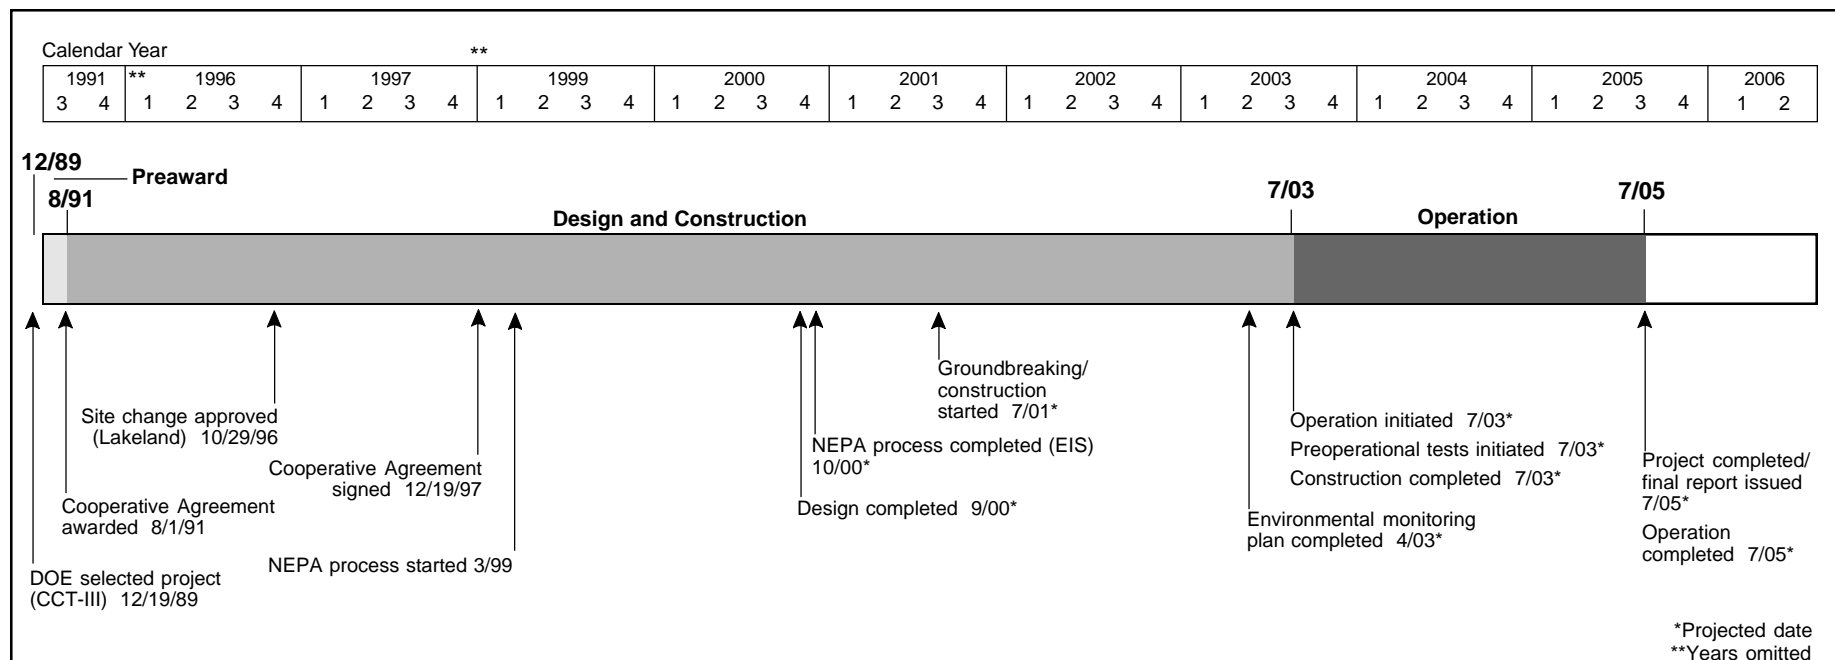 Calendar Year **
1991 ** 1996 1997 1999 2000 2001 2002 2003 2004 2005 2006
3 4 1 2 3 4 1 2 3 4 1 2 3 4 1 2 3 4 1 2 3 4 1 2 3 4 1 2 3 4 1 2 3 4 1 2 3 4 1 2
12/89
Preaward
8/91
Design and Construction
7/03
Operation
7/05
Site change approved
(Lakeland) 10/29/96
Cooperative Agreement
awarded 8/1/91
DOE selected project
(CCT-III) 12/19/89
Cooperative Agreement
signed 12/19/97
NEPA process started 3/99
Groundbreaking/
construction
started 7/01*
NEPA process completed (EIS)
10/00*
Design completed 9/00*
Operation initiated 7/03*
Preoperational tests initiated 7/03*
Construction completed 7/03*
Environmental monitoring
plan completed 4/03*
Project completed/
final report issued
7/05*
Operation
completed 7/05*
*Projected date
**Years omitted